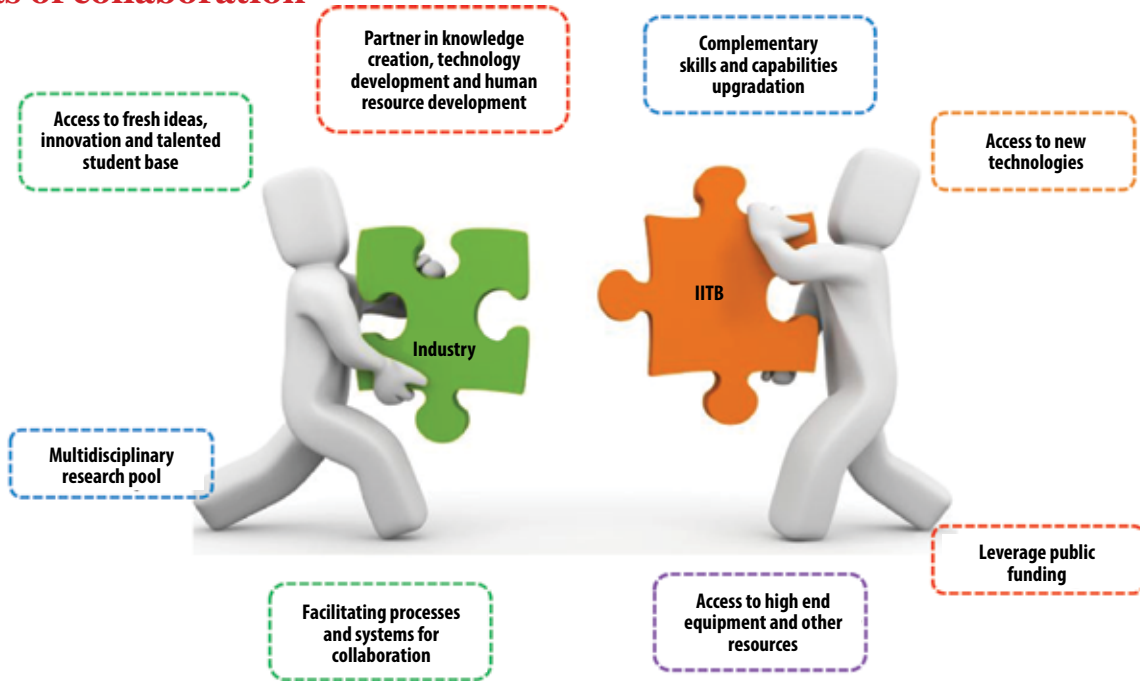 of collaboration
Partner in knowledge
creation, technology
development and human
resource development
Complementary
skills and capabilities
upgradation
Access to fresh ideas,
innovation and talented
student base
Access to new
technologies
IITB
Industry
Multidisciplinary
research pool
Leverage public
funding
Facilitating processes
and systems for
collaboration
Access to high end
equipment and other
resources